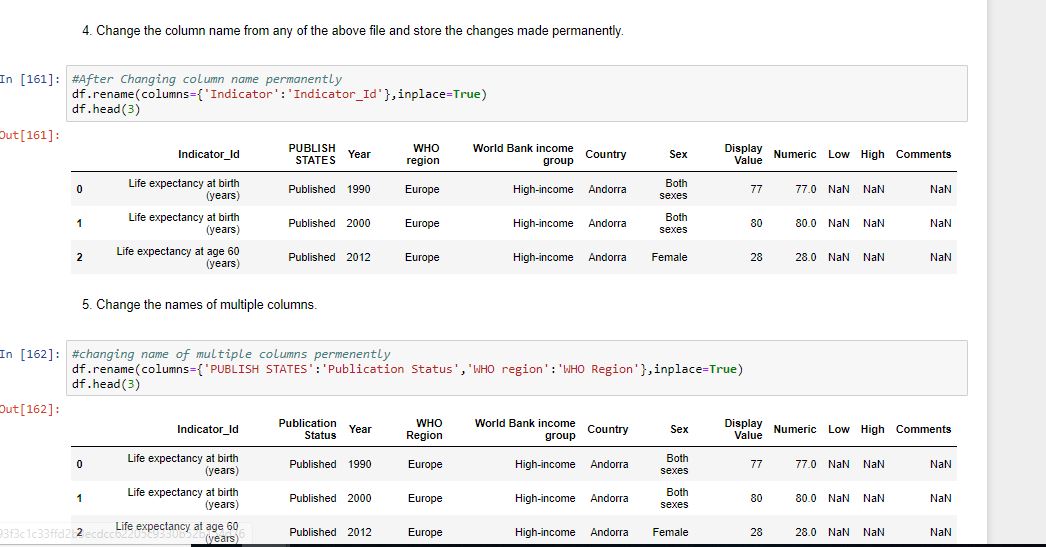 4. Change the column name from any of the above file and store the changes made permanently.
In [161]: #After Changing column name permanently
df.rename(columns={'Indicator':'Indicator_Id'},inplace=True)
df.head(3)
Out[161]:
Indicator_Id PUBLISH STATES Year WHO region World Bank income group Country Sex Display Value Numeric Low High Comments
0 Life expectancy at birth (years) Published 1990 Europe High-income Andorra Both sexes 77 77.0 NaN NaN NaN
1 Life expectancy at birth (years) Published 2000 Europe High-income Andorra Both sexes 80 80.0 NaN NaN NaN
2 Life expectancy at age 60 (years) Published 2012 Europe High-income Andorra Female 28 28.0 NaN NaN NaN
5. Change the names of multiple columns.
In [162]: #changing name of multiple columns permenently
df.rename(columns={'PUBLISH STATES':'Publication Status','WHO region':'WHO Region'},inplace=True)
df.head(3)
Out[162]:
Indicator_Id Publication Status Year WHO Region World Bank income group Country Sex Display Value Numeric Low High Comments
0 Life expectancy at birth (years) Published 1990 Europe High-income Andorra Both sexes 77 77.0 NaN NaN NaN
1 Life expectancy at birth (years) Published 2000 Europe High-income Andorra Both sexes 80 80.0 NaN NaN NaN
2 Life expectancy at age 60 (years) Published 2012 Europe High-income Andorra Female 28 28.0 NaN NaN NaN